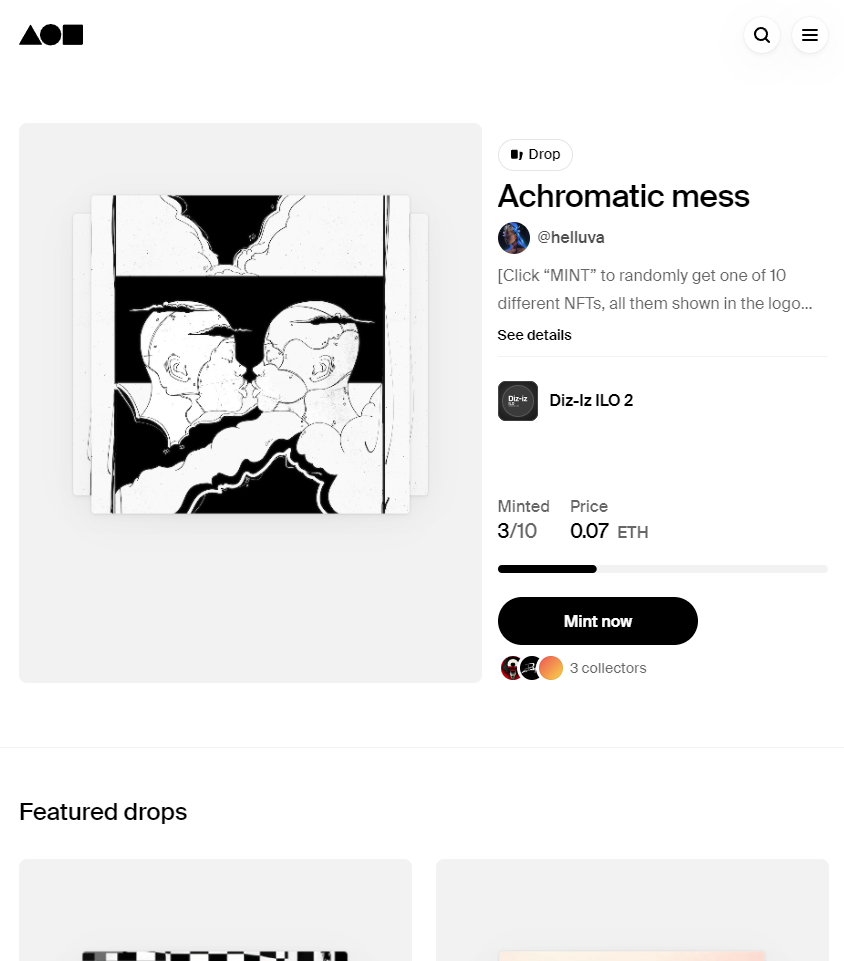 Drop
Achromatic mess
@helluva
[Click “MINT” to randomly get one of 10
different NFTs, all them shown in the logo...
See details
Diz-iz
Diz-Iz ILO 2
Minted
Price
3/10
0.07 ETH
Mint now
3 collectors
Featured drops